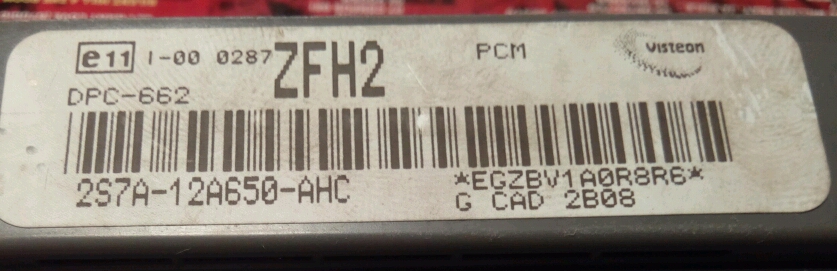 e11 I-00 0287 ZFH2 PCM Visteon
DPC-662
2S7A-12A650-AHC *EGZBV1A0R8R6*
G CAD 2B08